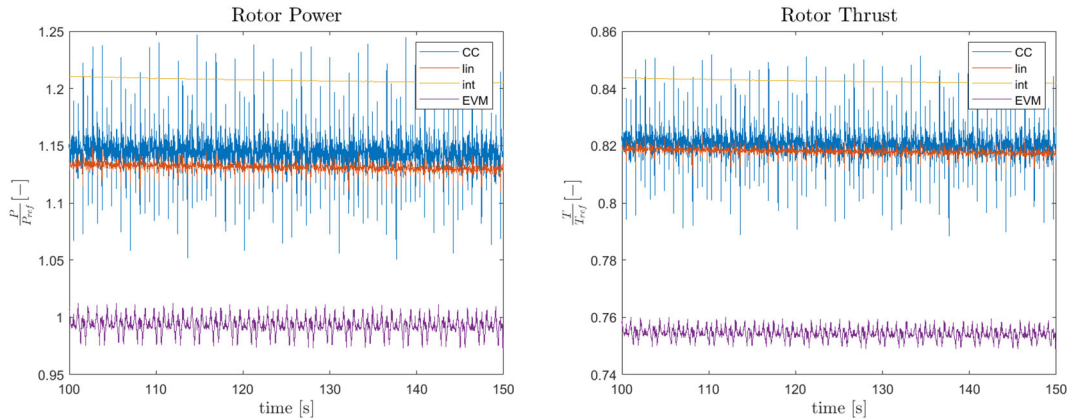 Rotor Power
1.25
1.2
1.15
1.1
1.05
1
0.95
P
P_ref [−]
100
110
120
130
140
150
time [s]
CC
lin
int
EVM
Rotor Thrust
0.86
0.84
0.82
0.8
0.78
0.76
0.74
T
T_ref [−]
100
110
120
130
140
150
time [s]
CC
lin
int
EVM